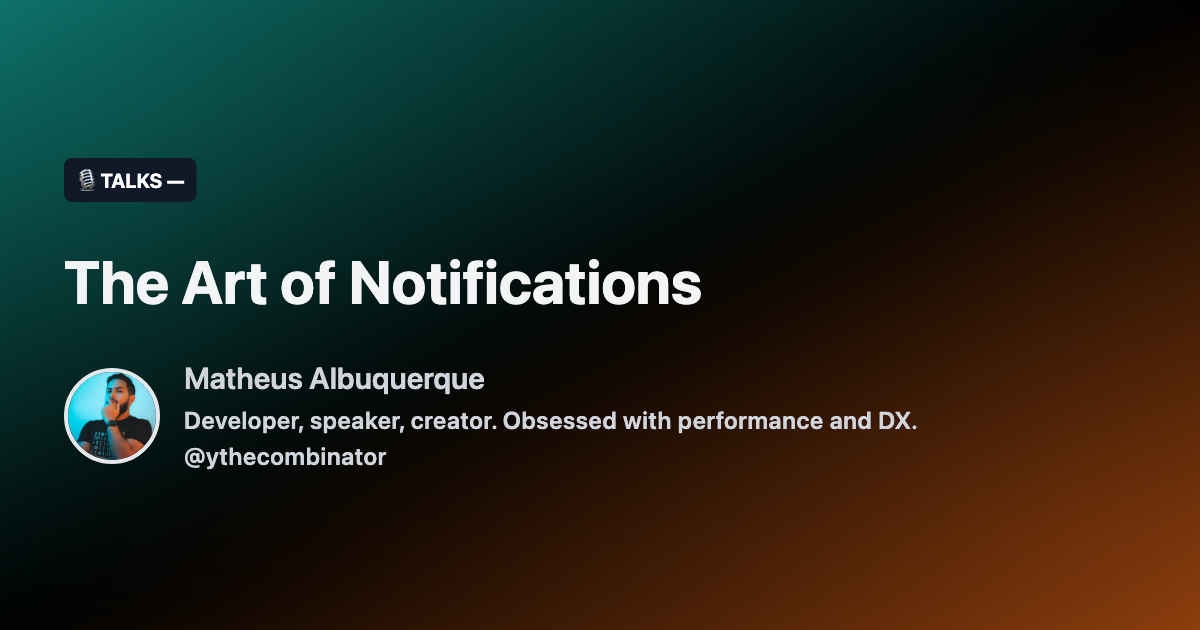 🎙 TALKS —
The Art of Notifications
Matheus Albuquerque
Developer, speaker, creator. Obsessed with performance and DX.
@ythecombinator